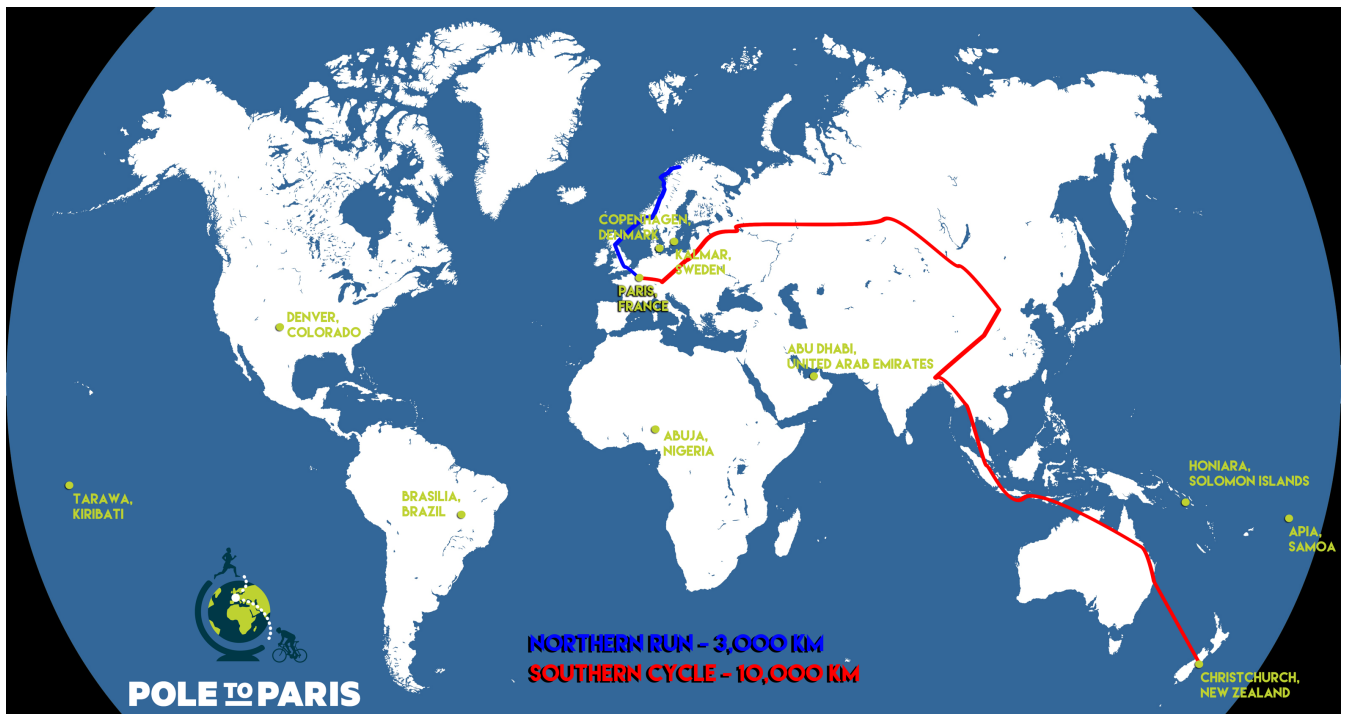 COPENHAGEN,
DENMARK
KALMAR,
SWEDEN
PARIS,
FRANCE
DENVER,
COLORADO
ABU DHABI,
UNITED ARAB EMIRATES
ABUJA,
NIGERIA
HONIARA,
SOLOMON ISLANDS
TARAWA,
KIRIBATI
BRASILIA,
BRAZIL
APIA,
SAMOA
NORTHERN RUN - 3,000 KM
SOUTHERN CYCLE - 10,000 KM
CHRISTCHURCH,
NEW ZEALAND
POLE TO PARIS